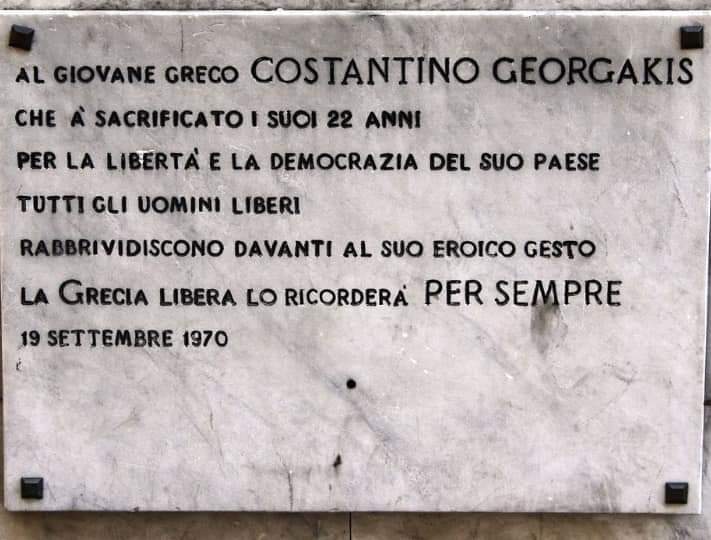 AL GIOVANE GRECO COSTANTINO GEORGAKIS
CHE À SACRIFICATO I SUOI 22 ANNI
PER LA LIBERTÀ E LA DEMOCRAZIA DEL SUO PAESE
TUTTI GLI UOMINI LIBERI
RABBRIVIDISCONO DAVANTI AL SUO EROICO GESTO
LA GRECIA LIBERA LO RICORDERÀ PER SEMPRE
19 SETTEMBRE 1970